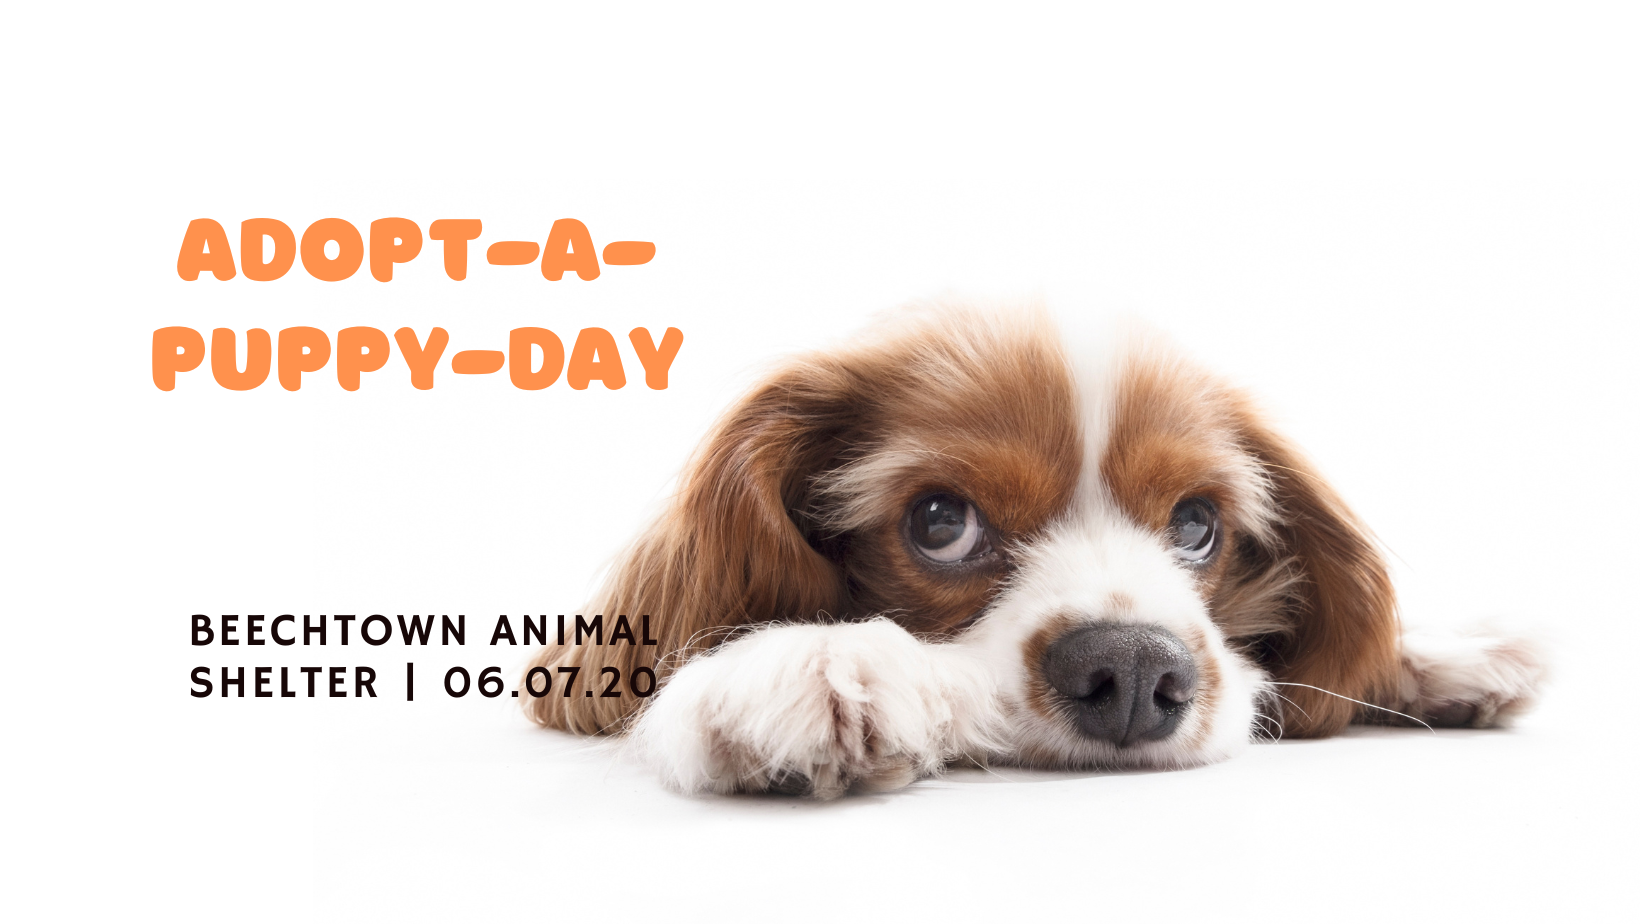 ADOPT-A-
PUPPY-DAY
BEECHTOWN ANIMAL
SHELTER | 06.07.20